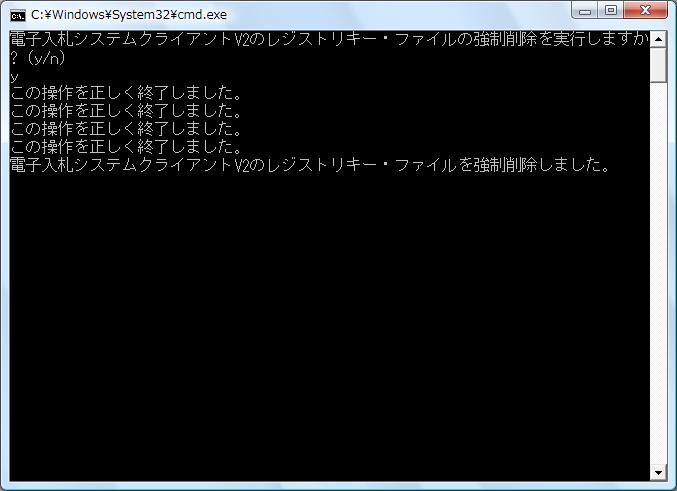 C:¥Windows¥System32¥cmd.exe
電子入札システムクライアントV2のレジストリキー・ファイルの強制削除を実行しますか
? (y/n)
y
この操作を正しく終了しました。
この操作を正しく終了しました。
この操作を正しく終了しました。
この操作を正しく終了しました。
電子入札システムクライアントV2のレジストリキー・ファイルを強制削除しました。